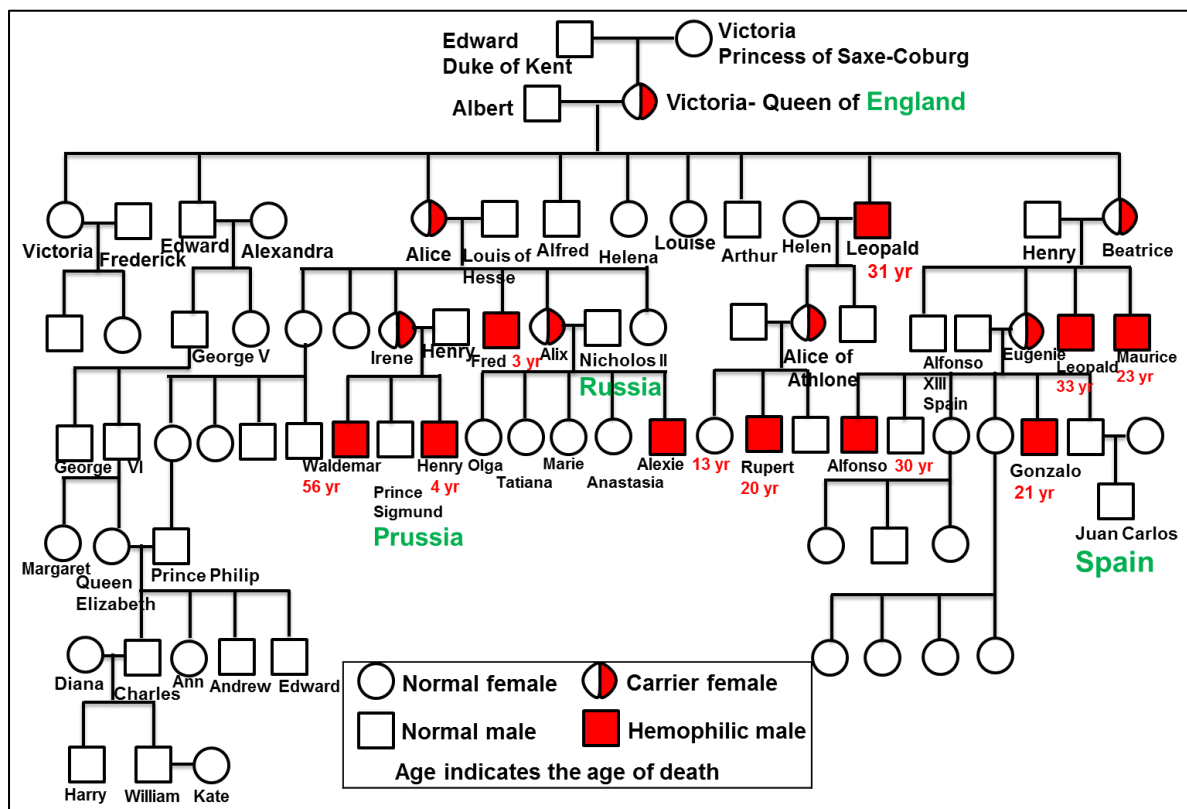 Edward
Duke of Kent
Victoria
Princess of Saxe-Coburg
Albert
Victoria- Queen of England
Victoria
Frederick
Edward
Alexandra
Alice
Louis of
Hesse
Alfred
Helena
Louise
Arthur
Helen
Leopald
31 yr
Henry
Beatrice
George V
Irene
Henry
Fred 3 yr
Alix
Nicholos II
Russia
Alice of
Athlone
Alfonso
XIII
Spain
Eugenie
Leopald
33 yr
Maurice
23 yr
George VI
Waldemar
56 yr
Prince
Sigmund
Henry
4 yr
Prussia
Olga
Tatiana
Marie
Anastasia
Alexie
13 yr
Rupert
20 yr
Alfonso
30 yr
Gonzalo
21 yr
Juan Carlos
Spain
Margaret
Queen
Elizabeth
Prince Philip
Diana
Charles
Ann
Andrew
Edward
Harry
William
Kate
Normal female
Carrier female
Normal male
Hemophilic male
Age indicates the age of death